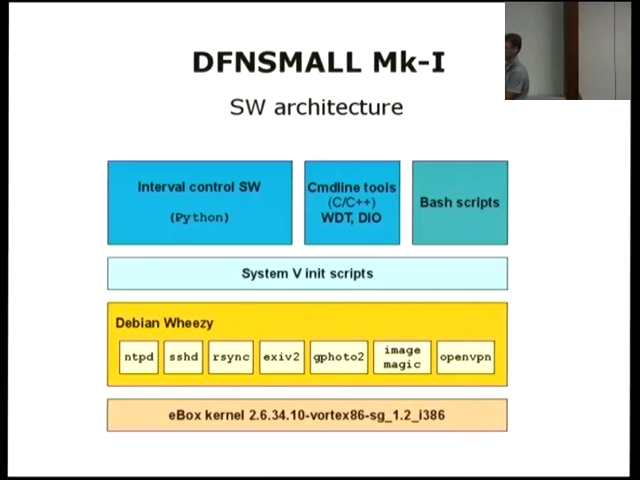 DFNSMALL Mk-I
SW architecture
Interval control SW
(Python)
Cmdline tools
(C/C++)
WDT, DIO
Bash scripts
System V init scripts
Debian Wheezy
ntpd
sshd
rsync
exiv2
gphoto2
image
magic
openvpn
eBox kernel 2.6.34.10-vortex86-sg_1.2_i386